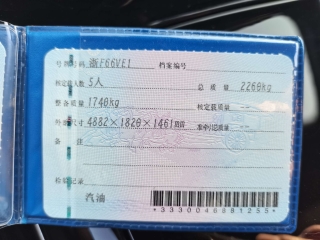 号牌号码 浙F66VE1 档案编号
核定载人数 5人 总质量 2260kg
整备质量 1740kg 核定载质量 --
外廓尺寸 4882×1820×1461mm 准牵引总质量 --
备注
检验记录
汽油
*3330046881255*